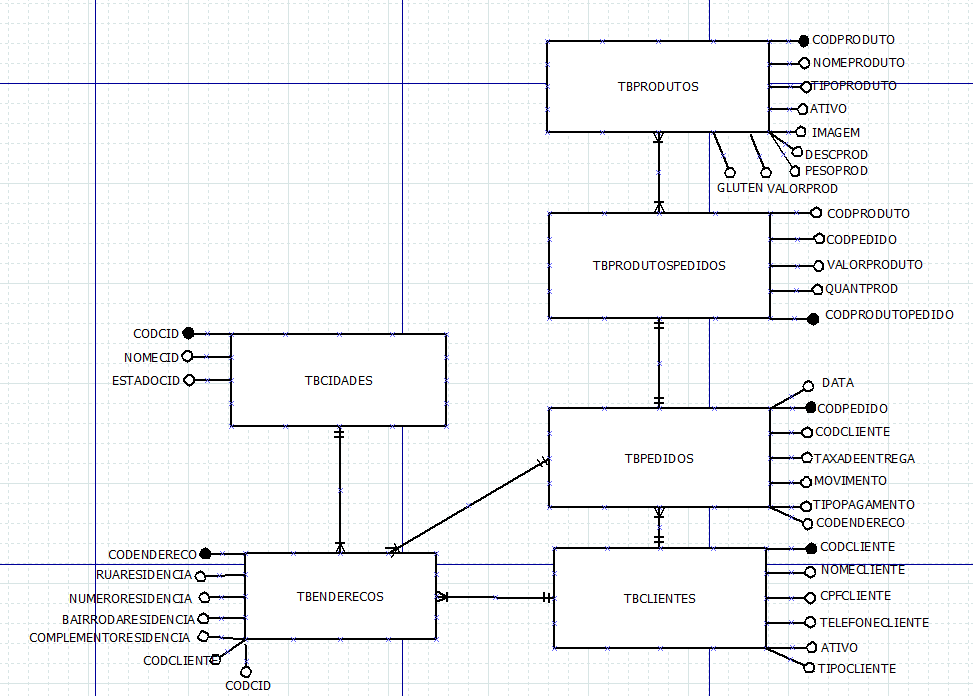 TBPRODUTOS
CODPRODUTO
NOMEPRODUTO
TIPOPRODUTO
ATIVO
IMAGEM
DESCPROD
PESOPROD
GLUTEN
VALORPROD
TBPRODUTOSPEDIDOS
CODPRODUTO
CODPEDIDO
VALORPRODUTO
QUANTPROD
CODPRODUTOPEDIDO
CODCID
NOMECID
ESTADOCID
TBCIDADES
TBPEDIDOS
DATA
CODPEDIDO
CODCLIENTE
TAXADEENTREGA
MOVIMENTO
TIPOPAGAMENTO
CODENDERECO
CODENDERECO
RUARESIDENCIA
NUMERORESIDENCIA
BAIRRODARESIDENCIA
COMPLEMENTORESIDENCIA
CODCLIENTE
CODCID
TBENDERECOS
TBCLIENTES
CODCLIENTE
NOMECLIENTE
CPFCLIENTE
TELEFONECLIENTE
ATIVO
TIPOCLIENTE